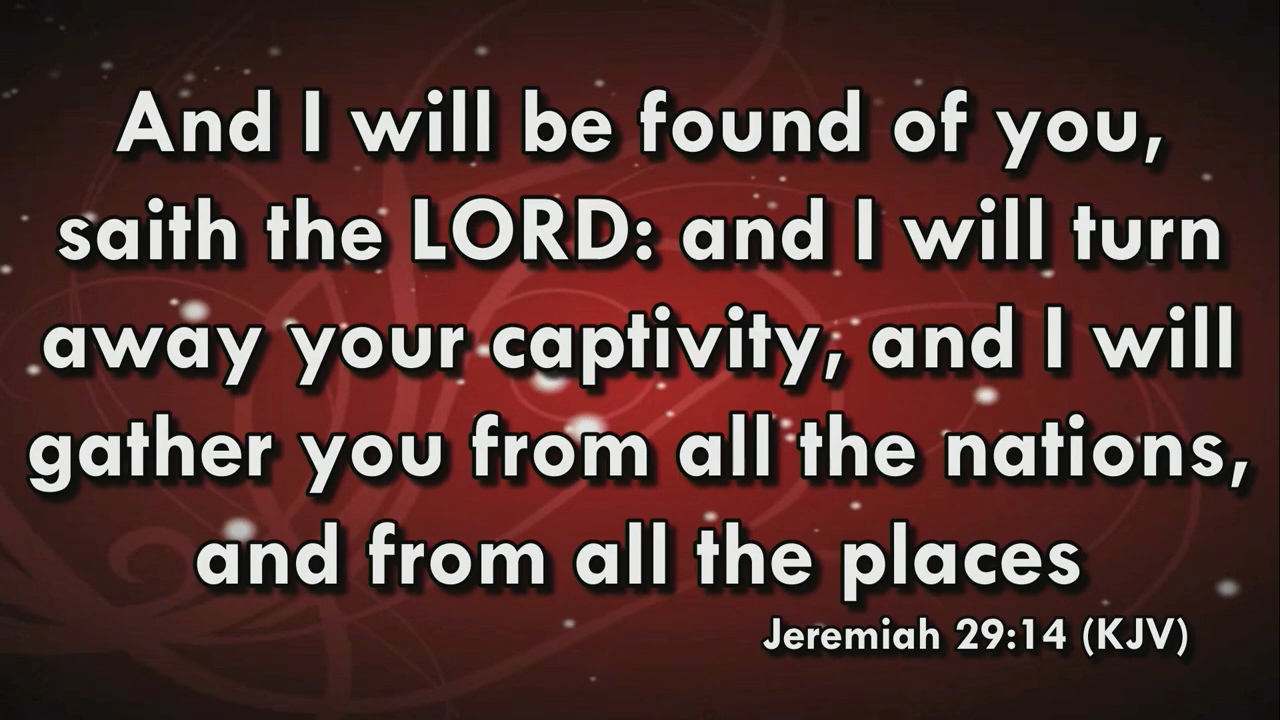 And I will be found of you,
saith the LORD: and I will turn
away your captivity, and I will
gather you from all the nations,
and from all the places
Jeremiah 29:14 (KJV)